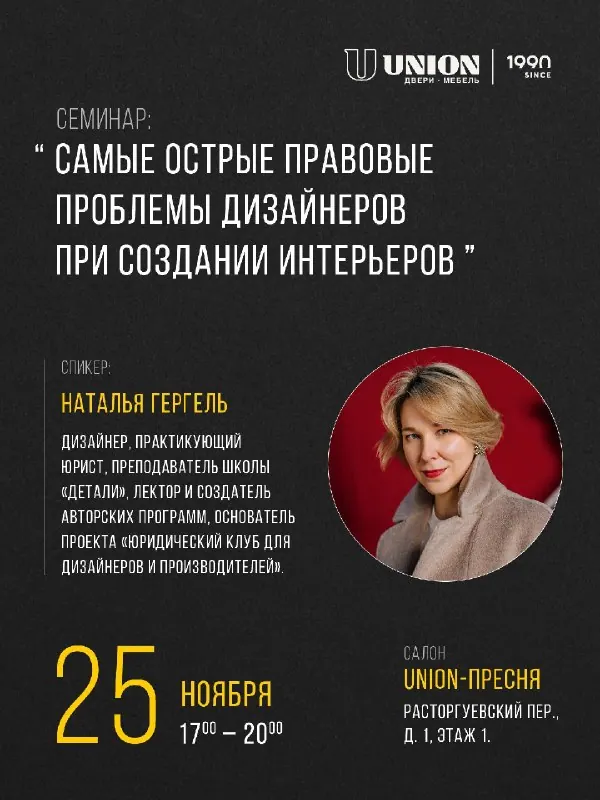 UNION
ДВЕРИ · МЕБЕЛЬ
1990
SINCE
СЕМИНАР:
“ САМЫЕ ОСТРЫЕ ПРАВОВЫЕ
ПРОБЛЕМЫ ДИЗАЙНЕРОВ
ПРИ СОЗДАНИИ ИНТЕРЬЕРОВ ”
СПИКЕР:
НАТАЛЬЯ ГЕРГЕЛЬ
ДИЗАЙНЕР, ПРАКТИКУЮЩИЙ
ЮРИСТ, ПРЕПОДАВАТЕЛЬ ШКОЛЫ
«ДЕТАЛИ», ЛЕКТОР И СОЗДАТЕЛЬ
АВТОРСКИХ ПРОГРАММ, ОСНОВАТЕЛЬ
ПРОЕКТА «ЮРИДИЧЕСКИЙ КЛУБ ДЛЯ
ДИЗАЙНЕРОВ И ПРОИЗВОДИТЕЛЕЙ».
25 НОЯБРЯ
17⁰⁰ – 20⁰⁰
САЛОН
UNION-ПРЕСНЯ
РАСТОРГУЕВСКИЙ ПЕР.,
Д. 1, ЭТАЖ 1.